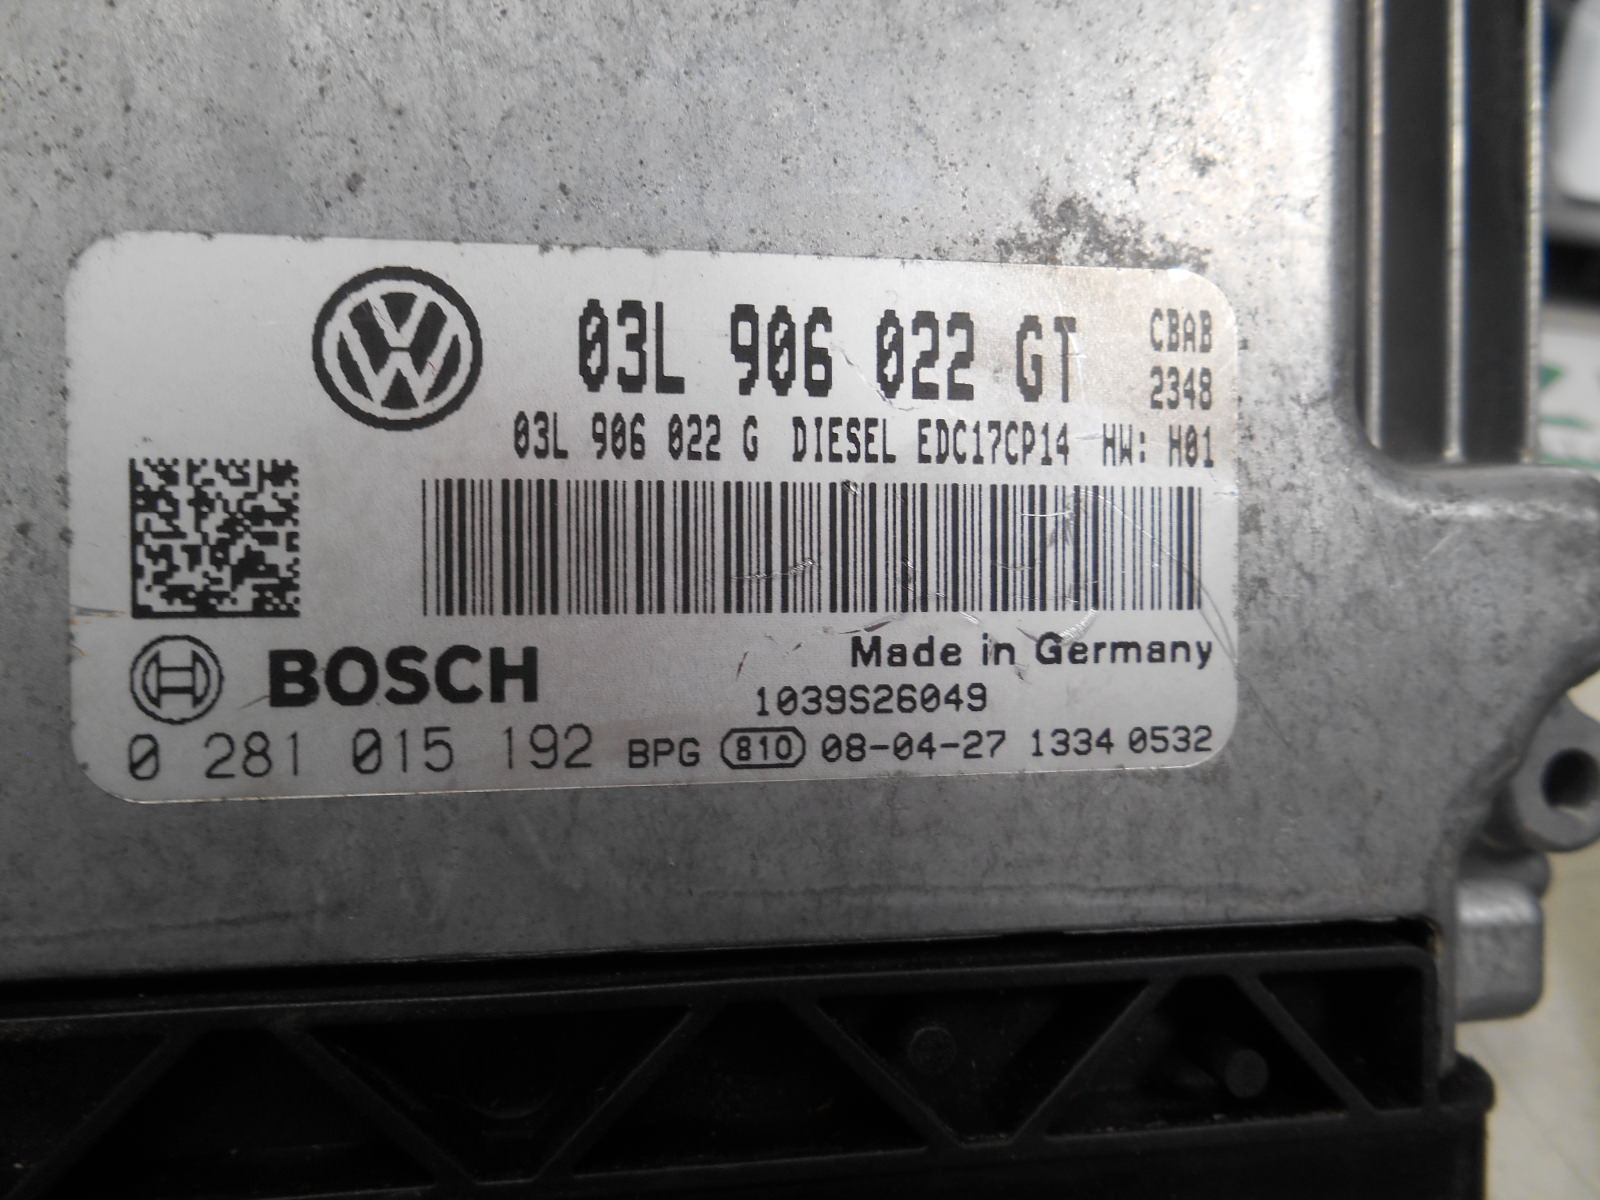 03L 906 022 GT CBAB
2348
03L 906 022 G DIESEL EDC17CP14 HW: H01
BOSCH
Made in Germany
1039S26049
0 281 015 192 BPG 810 08-04-27 1334 0532